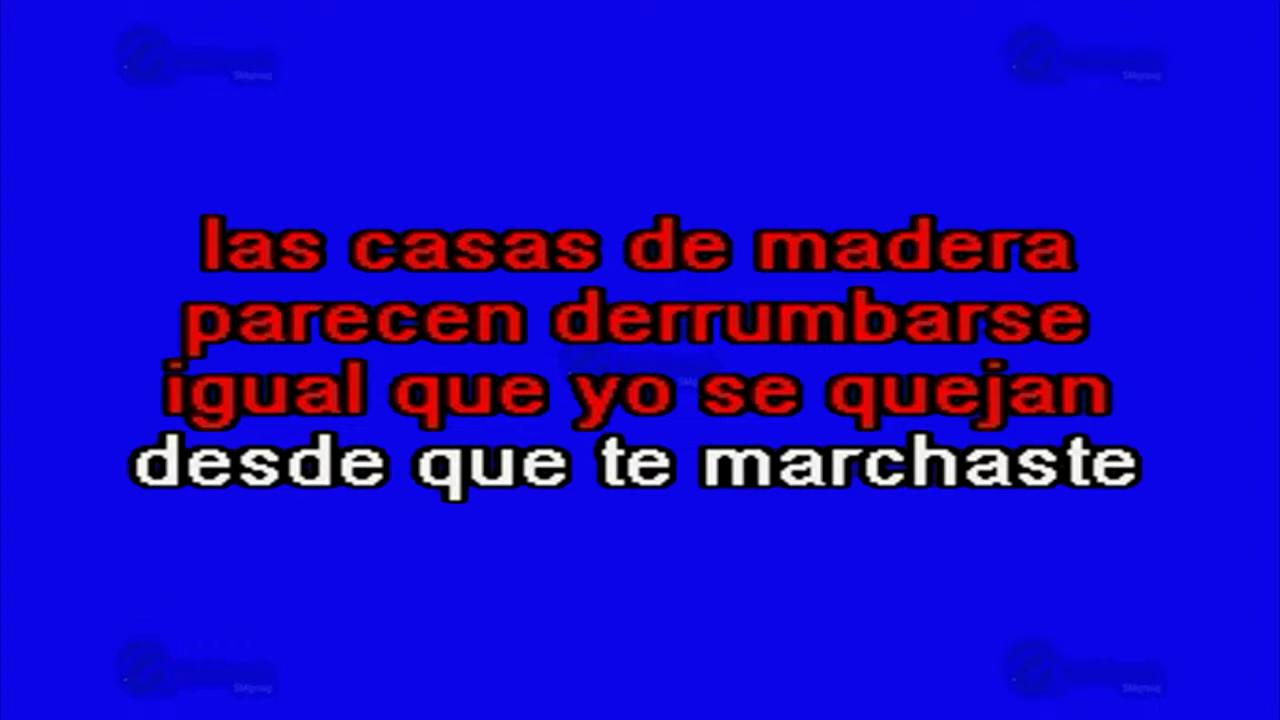 las casas de madera
parecen derrumbarse
igual que yo se quejan
desde que te marchaste